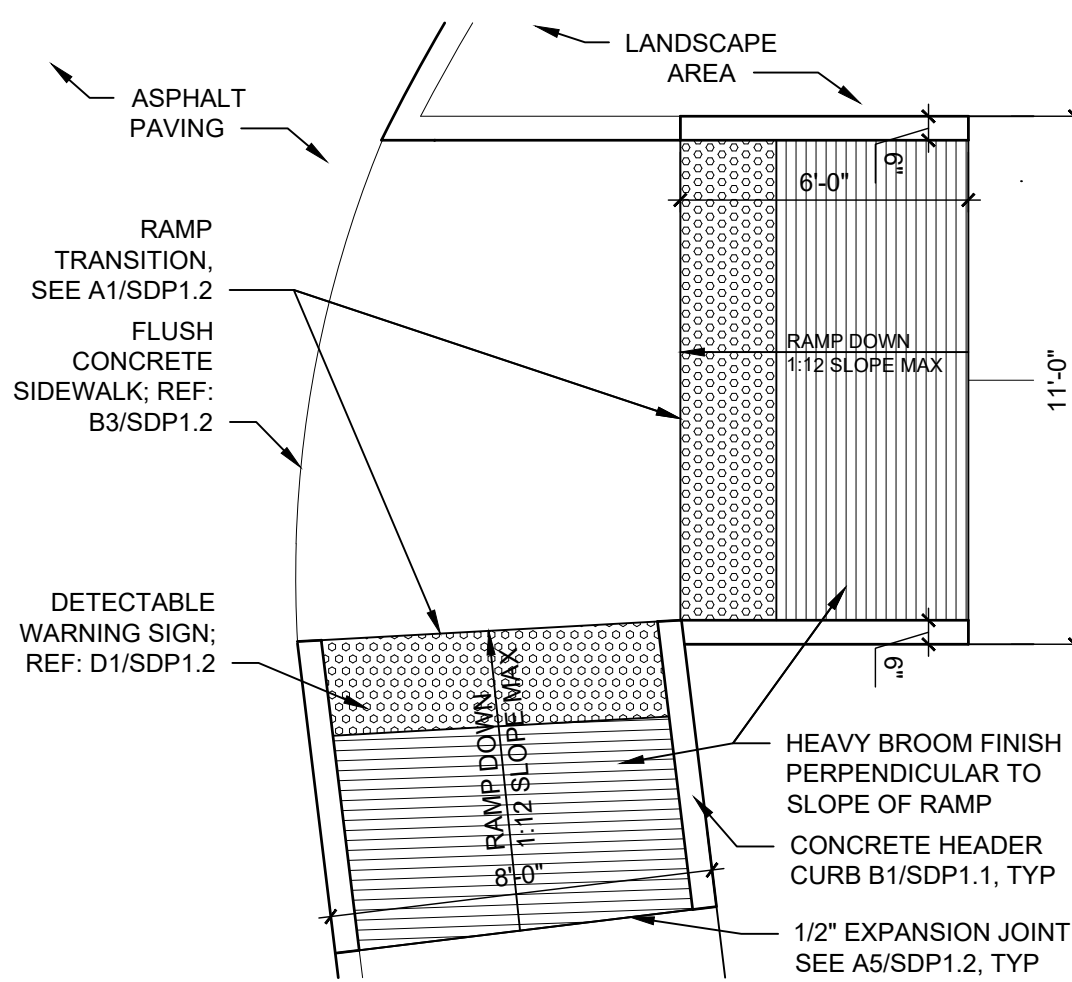 LANDSCAPE
AREA
ASPHALT
PAVING
6"
6'-0"
RAMP
TRANSITION,
SEE A1/SDP1.2
FLUSH
CONCRETE
SIDEWALK; REF:
B3/SDP1.2
RAMP DOWN
1:12 SLOPE MAX
11'-0"
DETECTABLE
WARNING SIGN;
REF: D1/SDP1.2
6"
RAMP DOWN
1:12 SLOPE MAX
8'-0"
HEAVY BROOM FINISH
PERPENDICULAR TO
SLOPE OF RAMP
CONCRETE HEADER
CURB B1/SDP1.1, TYP
1/2" EXPANSION JOINT
SEE A5/SDP1.2, TYP